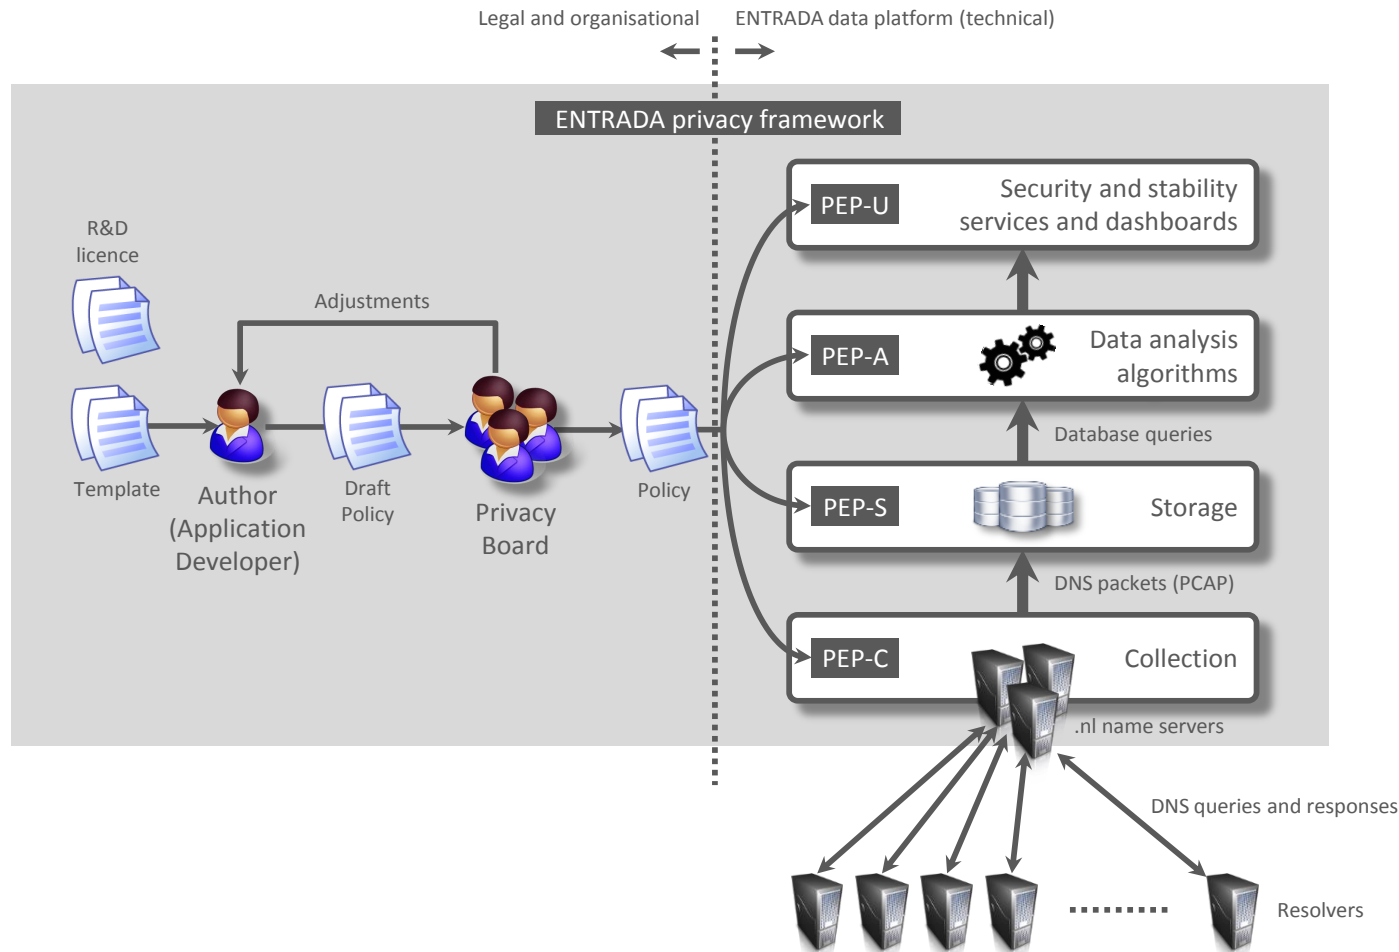 Legal and organisational
ENTRADA data platform (technical)
ENTRADA privacy framework
R&D
licence
Adjustments
Template
Author
(Application
Developer)
Draft
Policy
Privacy
Board
Policy
PEP-U
Security and stability
services and dashboards
PEP-A
Data analysis
algorithms
Database queries
PEP-S
Storage
DNS packets (PCAP)
PEP-C
Collection
.nl name servers
DNS queries and responses
Resolvers